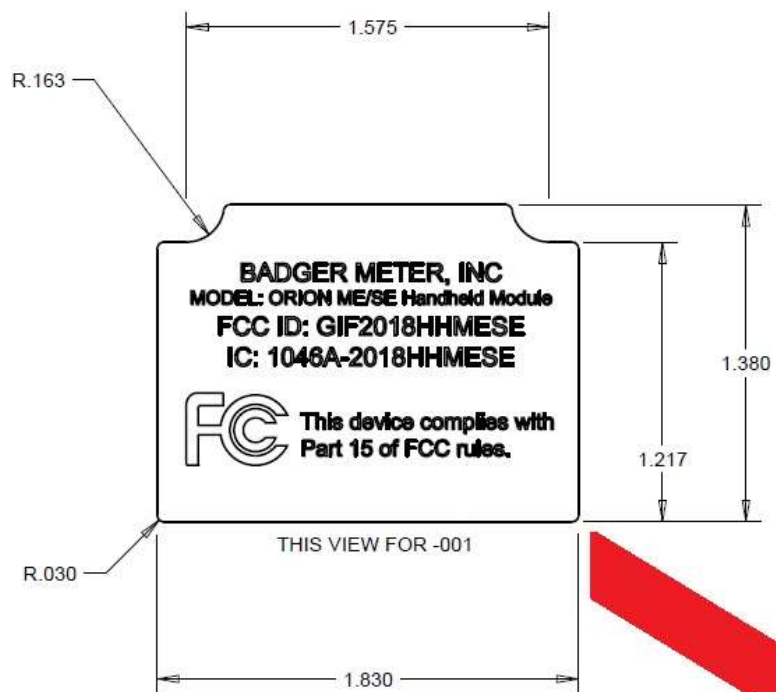 1.575
R.163
BADGER METER, INC
MODEL: ORION ME/SE Handheld Module
FCC ID: GIF2018HHMESE
IC: 1046A-2018HHMESE
FC
This device complies with
Part 15 of FCC rules.
1.380
1.217
THIS VIEW FOR -001
R.030
1.830